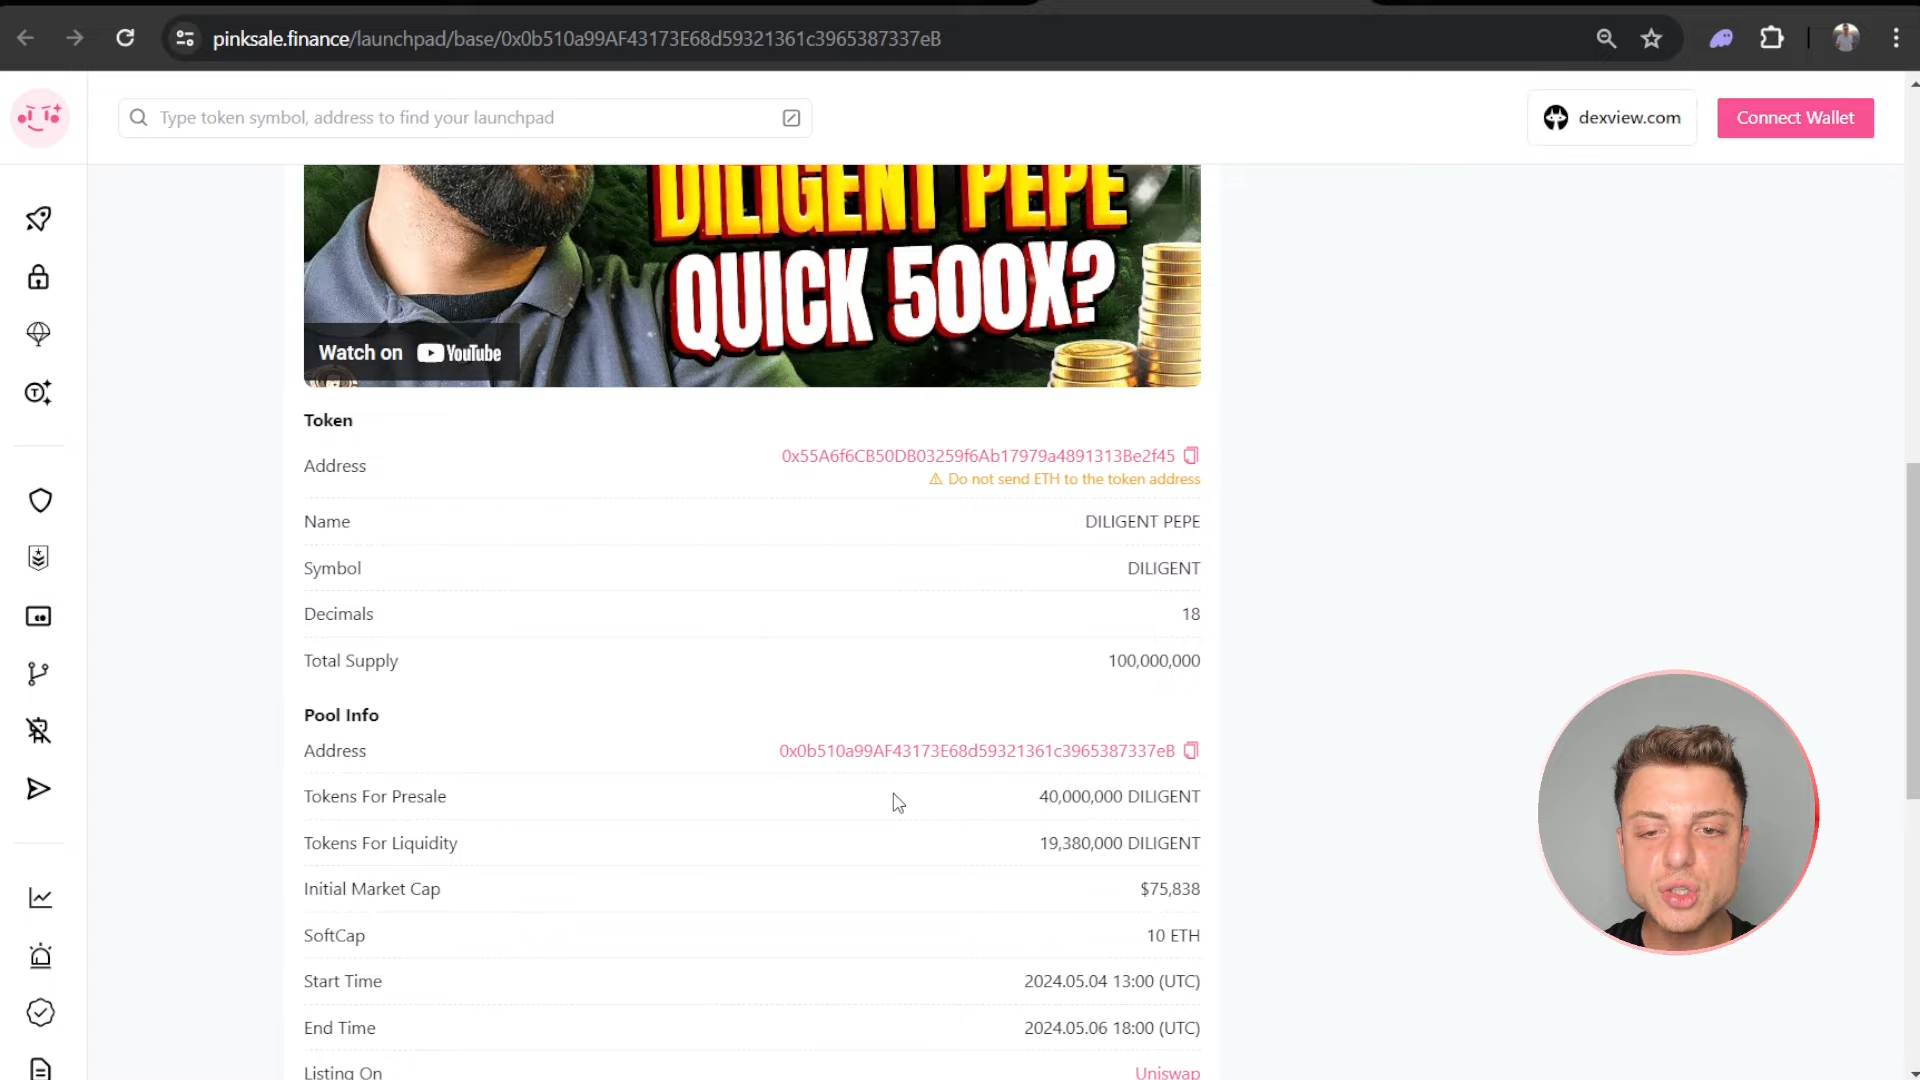 pinksale.finance/launchpad/base/0x0b510a99AF43173E68d59321361c3965387337eB
Type token symbol, address to find your launchpad
dexview.com
Connect Wallet
DILIGENT PEPE
QUICK 500X?
Watch on YouTube
Token
Address
0x55A6f6CB50DB03259f6Ab17979a4891313Be2f45
Do not send ETH to the token address
Name
DILIGENT PEPE
Symbol
DILIGENT
Decimals
18
Total Supply
100,000,000
Pool Info
Address
0x0b510a99AF43173E68d59321361c3965387337eB
Tokens For Presale
40,000,000 DILIGENT
Tokens For Liquidity
19,380,000 DILIGENT
Initial Market Cap
$75,838
SoftCap
10 ETH
Start Time
2024.05.04 13:00 (UTC)
End Time
2024.05.06 18:00 (UTC)
Listing On
Uniswap